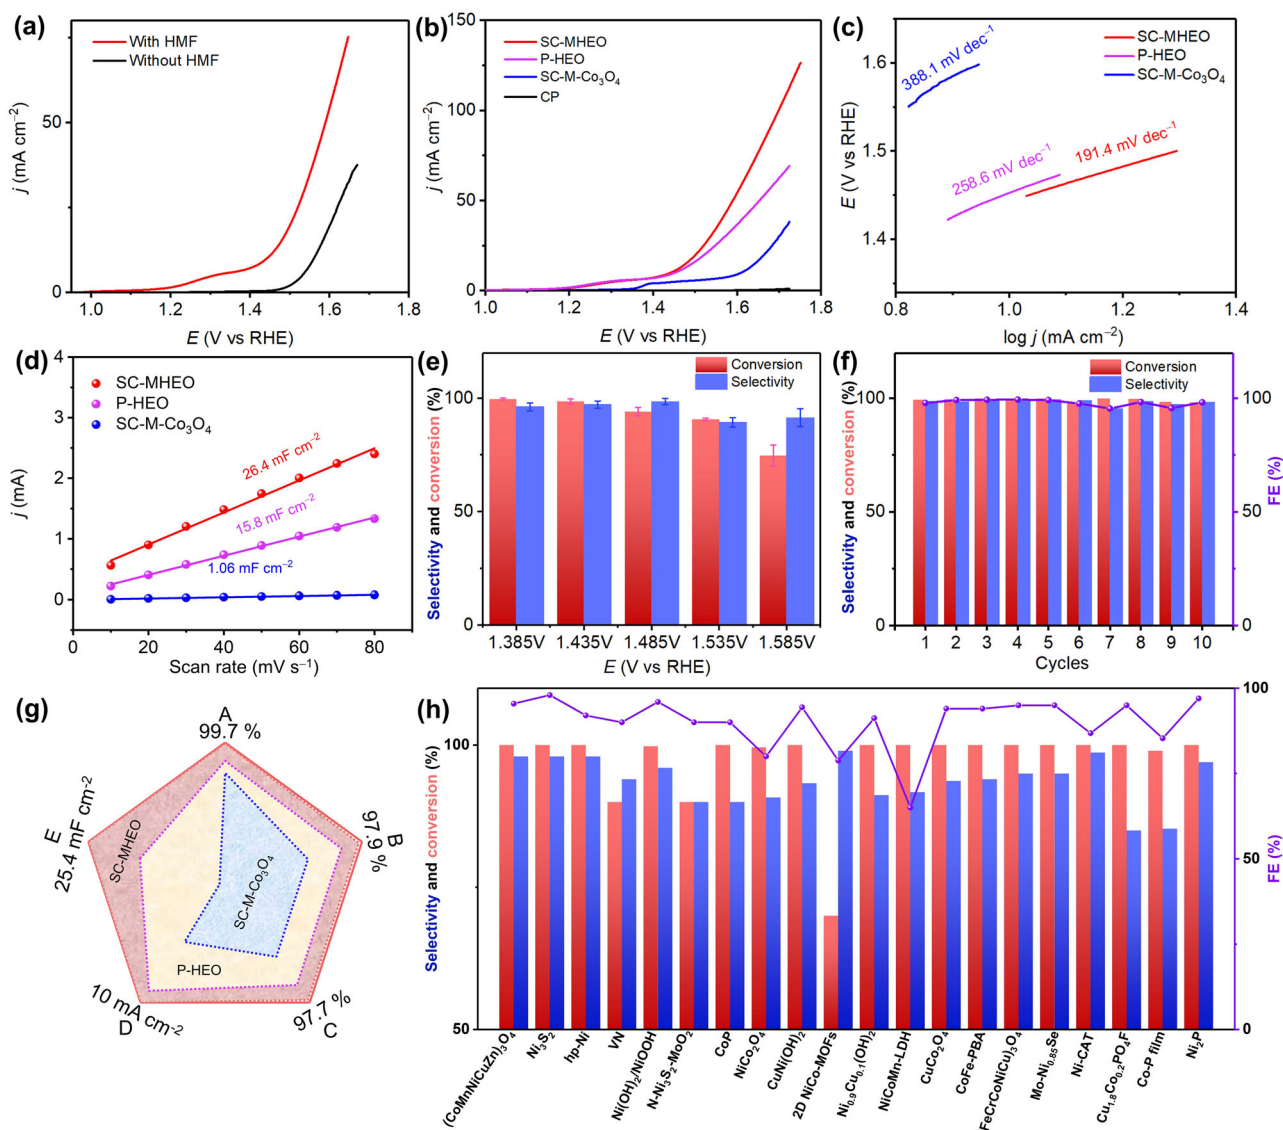 (a)
With HMF
Without HMF
50
0
j (mA cm⁻²)
1.0 1.2 1.4 1.6 1.8
E (V vs RHE)
(b)
SC-MHEO
P-HEO
SC-M-Co₃O₄
CP
150
100
50
0
j (mA cm⁻²)
1.0 1.2 1.4 1.6 1.8
E (V vs RHE)
(c)
SC-MHEO
P-HEO
SC-M-Co₃O₄
388.1 mV dec⁻¹
258.6 mV dec⁻¹
191.4 mV dec⁻¹
1.6
1.5
1.4
E (V vs RHE)
0.8 1.0 1.2 1.4
log j (mA cm⁻²)
(d)
SC-MHEO
P-HEO
SC-M-Co₃O₄
26.4 mF cm⁻²
15.8 mF cm⁻²
1.06 mF cm⁻²
4
3
2
1
0
j (mA)
20 40 60 80
Scan rate (mV s⁻¹)
(e)
Conversion
Selectivity
100
50
0
Selectivity and conversion (%)
1.385V 1.435V 1.485V 1.535V 1.585V
E (V vs RHE)
(f)
Conversion
Selectivity
100
50
0
100
50
0
FE (%)
1 2 3 4 5 6 7 8 9 10
Cycles
(g)
A
99.7 %
B
97.9 %
C
97.7 %
D
10 mA cm⁻²
E
25.4 mF cm⁻²
SC-MHEO
P-HEO
SC-M-Co₃O₄
(h)
100
50
Selectivity and conversion (%)
100
50
0
FE (%)
(CoMnNiCuZn)₃O₄
Ni₃S₂
hp-Ni
VN
Ni(OH)₂/NiOOH
N-Ni₃S₂-MoO₂
CoP
NiCo₂O₄
CuNi(OH)₂
2D NiCo-MOFs
Ni₀.₉Cu₀.₁(OH)₂
NiCoMn-LDH
CuCo₂O₄
CoFe-PBA
FeCrCoNiCu)₃O₄
Mo-Ni₀.₈₅Se
Ni-CAT
Cu₁.₈Co₀.₂PO₄F
Co-P film
Ni₂P